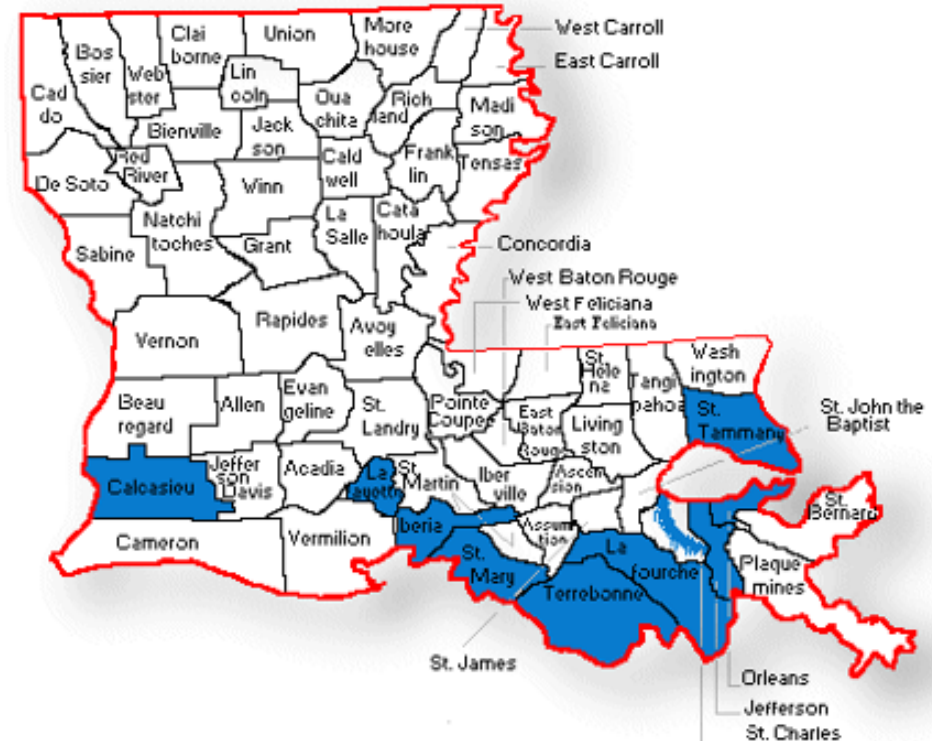 West Carroll
East Carroll
Cad
do
Bos
sier
Web
ster
Clai
borne
Union
Lin
coln
More
house
Oua
chita
Rich
land
Madi
son
Bienville
Jack
son
Red
River
De Soto
Cald
well
Frank
lin
Tensas
Winn
Natchi
toches
La
Salle
Cata
houla
Sabine
Grant
Concordia
West Baton Rouge
West Feliciana
East Feliciana
Vernon
Rapides
Avoy
elles
Beau
regard
Allen
Evan
geline
St.
Landry
Pointe
Coupee
East
Baton
Rouge
St.
Hele
na
Tangi
pahoa
Wash
ington
Living
ston
St.
Tammany
St. John the
Baptist
Calcasieu
Jeffer
son
Davis
Acadia
La
fayette
St.
Martin
Iber
ville
Ascen
sion
Cameron
Vermilion
Iberia
St.
Mary
Assum
tion
La
fourche
Terrebonne
St.
Bernard
Plaque
mines
St. James
Orleans
Jefferson
St. Charles